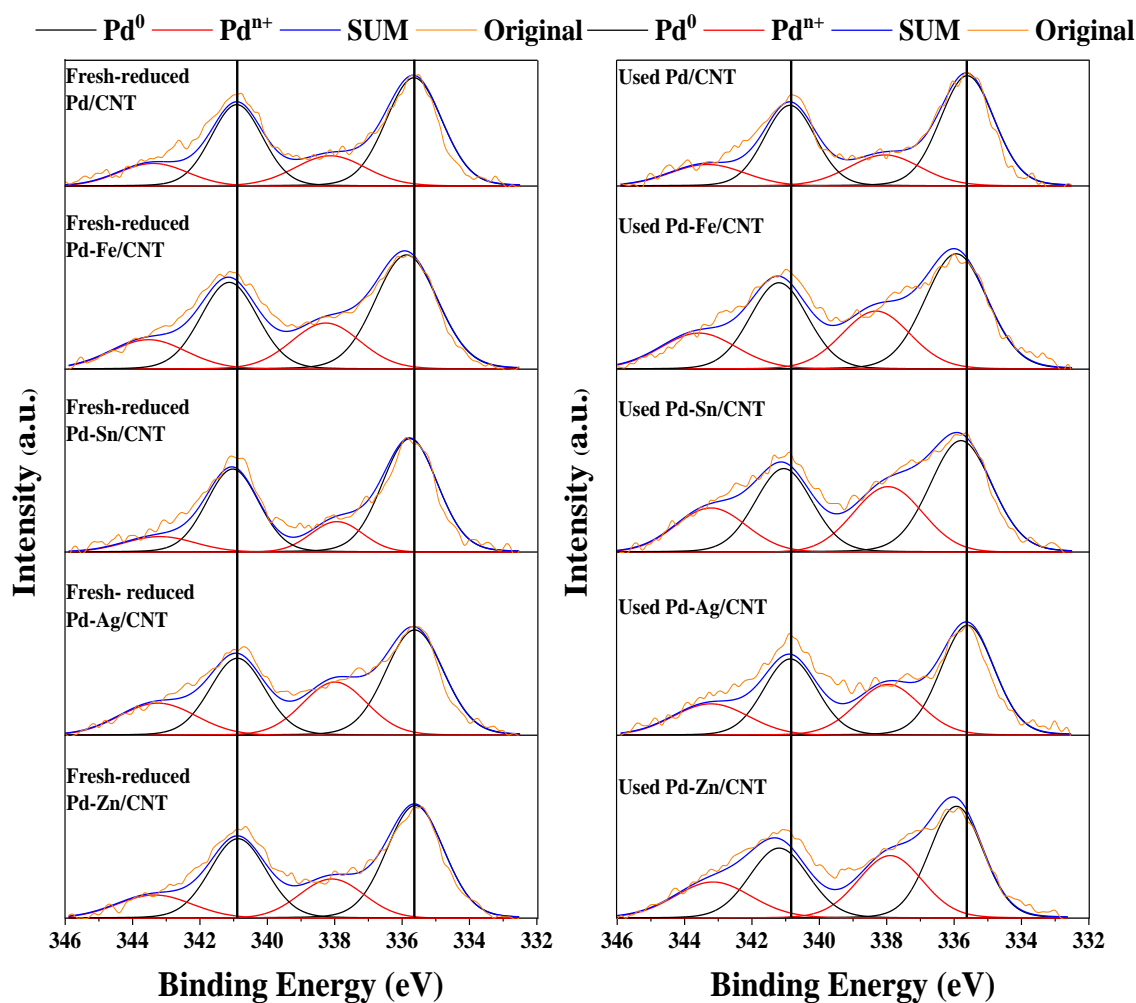 Pd⁰ Pdⁿ⁺ SUM Original Pd⁰ Pdⁿ⁺ SUM Original
Fresh-reduced
Pd/CNT
Fresh-reduced
Pd-Fe/CNT
Fresh-reduced
Pd-Sn/CNT
Fresh- reduced
Pd-Ag/CNT
Fresh-reduced
Pd-Zn/CNT
Intensity (a.u.)
346 344 342 340 338 336 334 332
Binding Energy (eV)
Used Pd/CNT
Used Pd-Fe/CNT
Used Pd-Sn/CNT
Used Pd-Ag/CNT
Used Pd-Zn/CNT
Intensity (a.u.)
346 344 342 340 338 336 334 332
Binding Energy (eV)